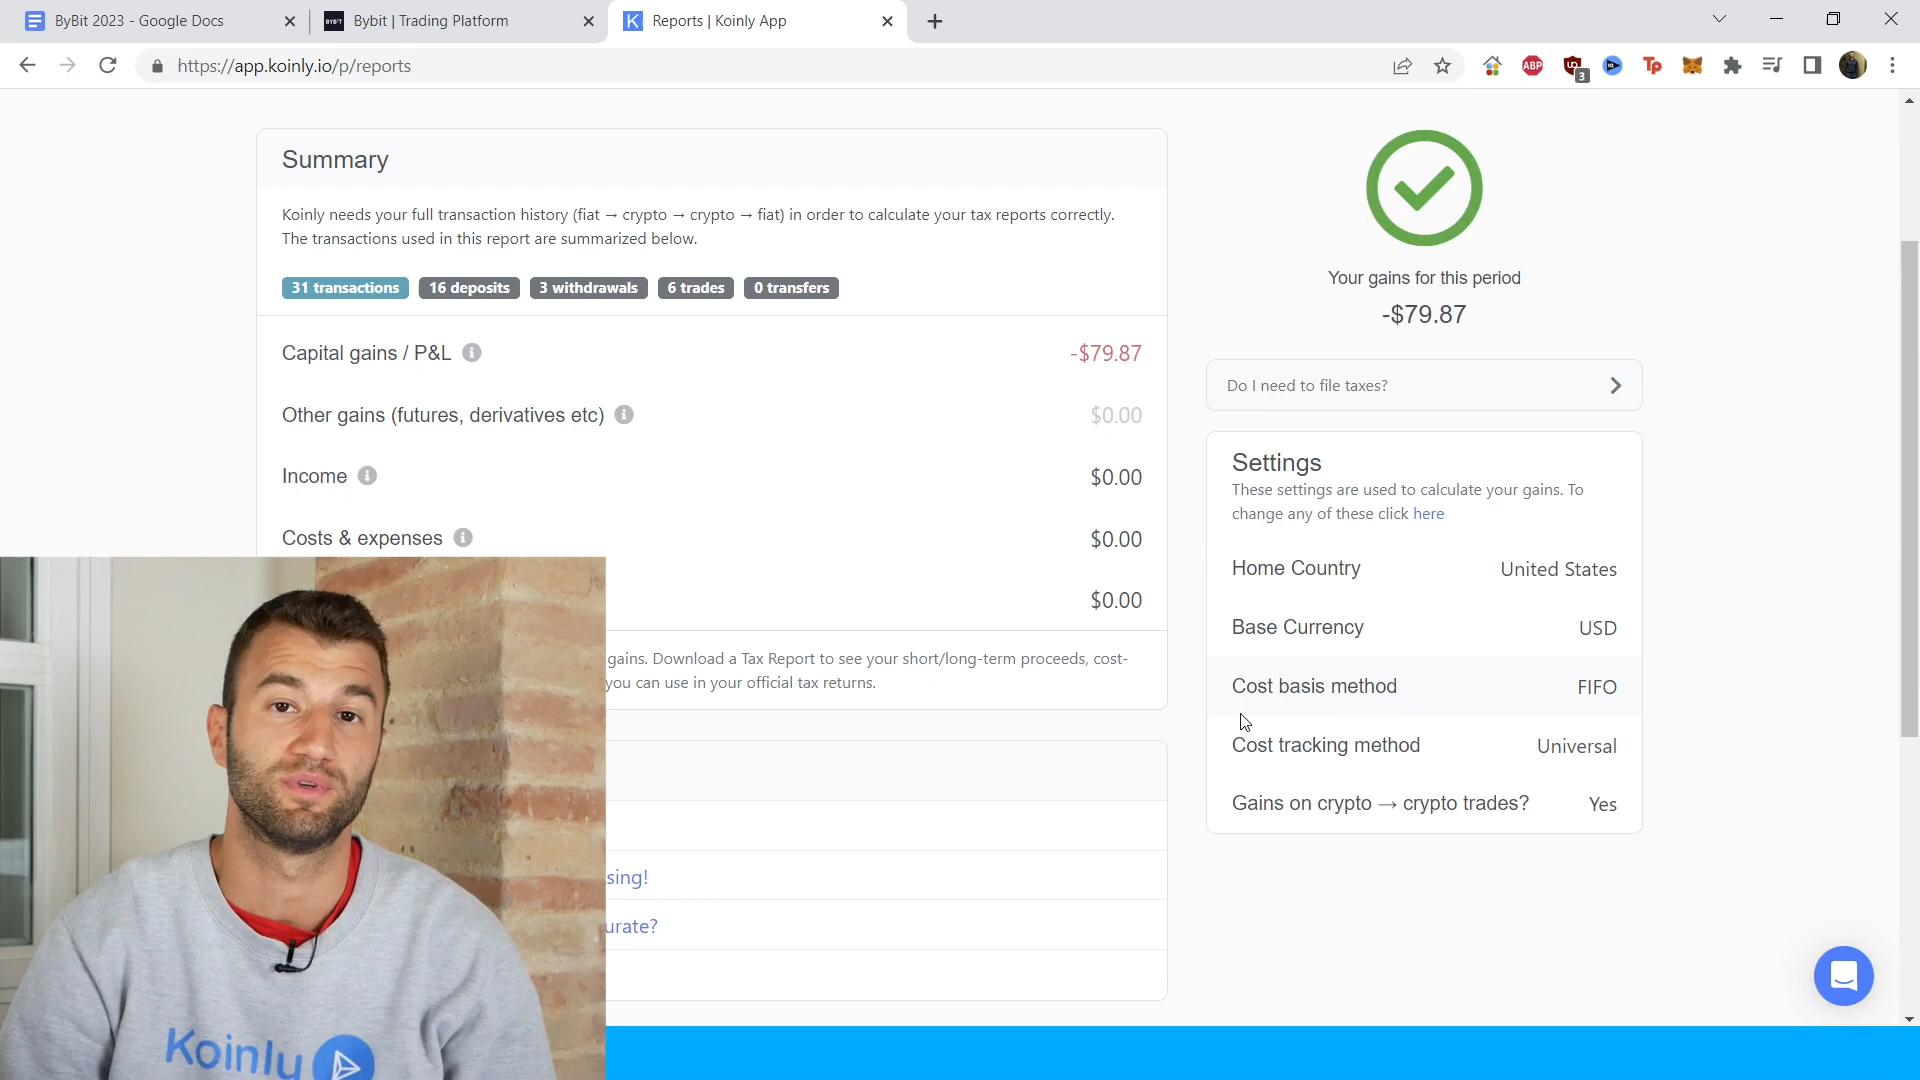 ByBit 2023 - Google Docs
Bybit | Trading Platform
Reports | Koinly App
https://app.koinly.io/p/reports
ABP
3
Tp
Summary
Koinly needs your full transaction history (fiat → crypto → crypto → fiat) in order to calculate your tax reports correctly.
The transactions used in this report are summarized below.
31 transactions 16 deposits 3 withdrawals 6 trades 0 transfers
Capital gains / P&L -$79.87
Other gains (futures, derivatives etc) $0.00
Income $0.00
Costs & expenses $0.00
$0.00
gains. Download a Tax Report to see your short/long-term proceeds, cost-
you can use in your official tax returns.
sing!
urate?
Your gains for this period
-$79.87
Do I need to file taxes?
Settings
These settings are used to calculate your gains. To
change any of these click here
Home Country United States
Base Currency USD
Cost basis method FIFO
Cost tracking method Universal
Gains on crypto → crypto trades? Yes
Koinly